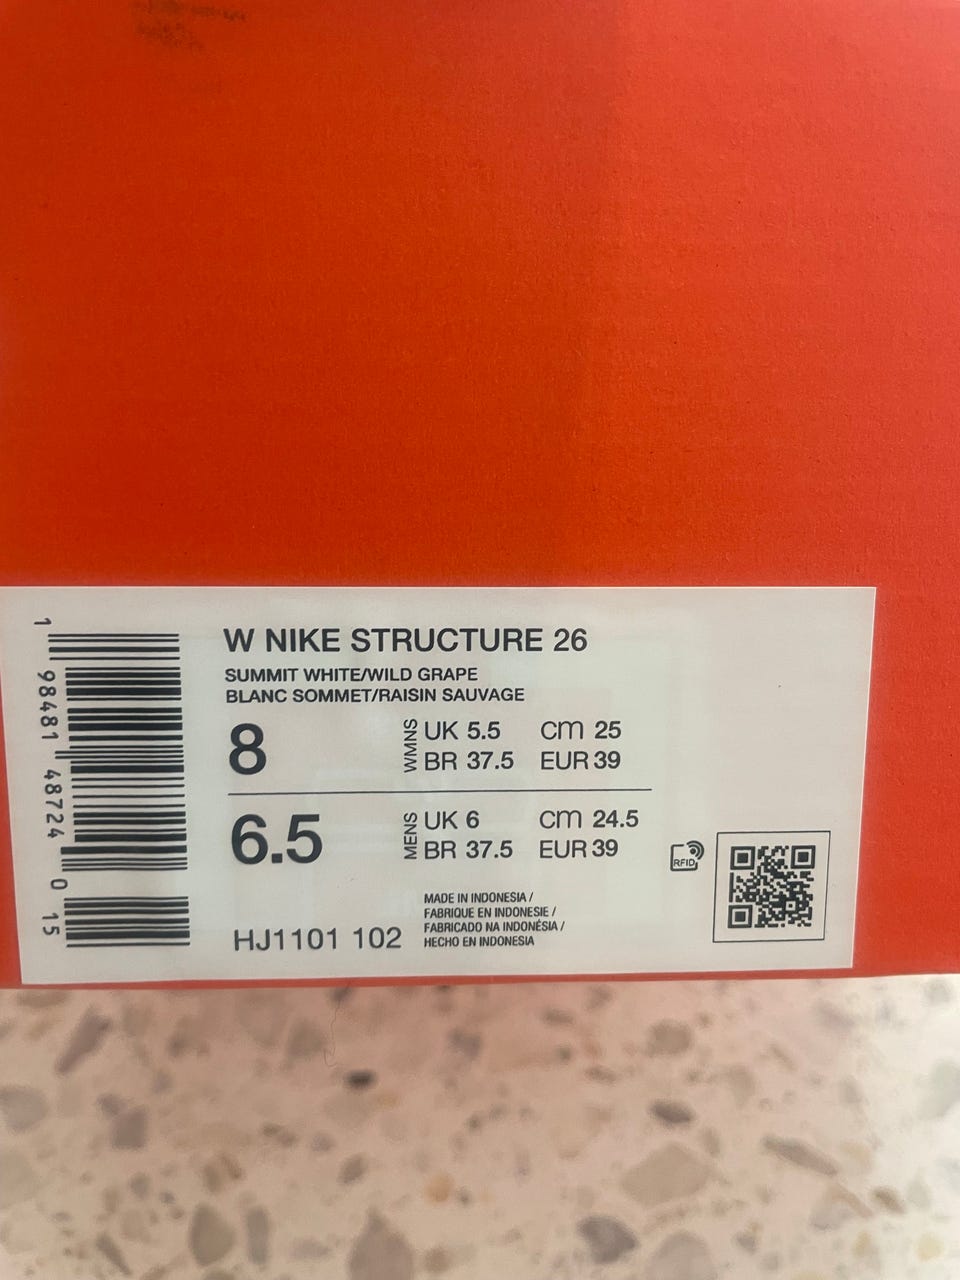 W NIKE STRUCTURE 26
SUMMIT WHITE/WILD GRAPE
BLANC SOMMET/RAISIN SAUVAGE
8 WMNS UK 5.5 CM 25
BR 37.5 EUR 39
6.5 MENS UK 6 CM 24.5
BR 37.5 EUR 39
MADE IN INDONESIA /
FABRIQUE EN INDONESIE /
FABRICADO NA INDONÉSIA /
HECHO EN INDONESIA
HJ1101 102
RFID
1 98481 48724 0 15